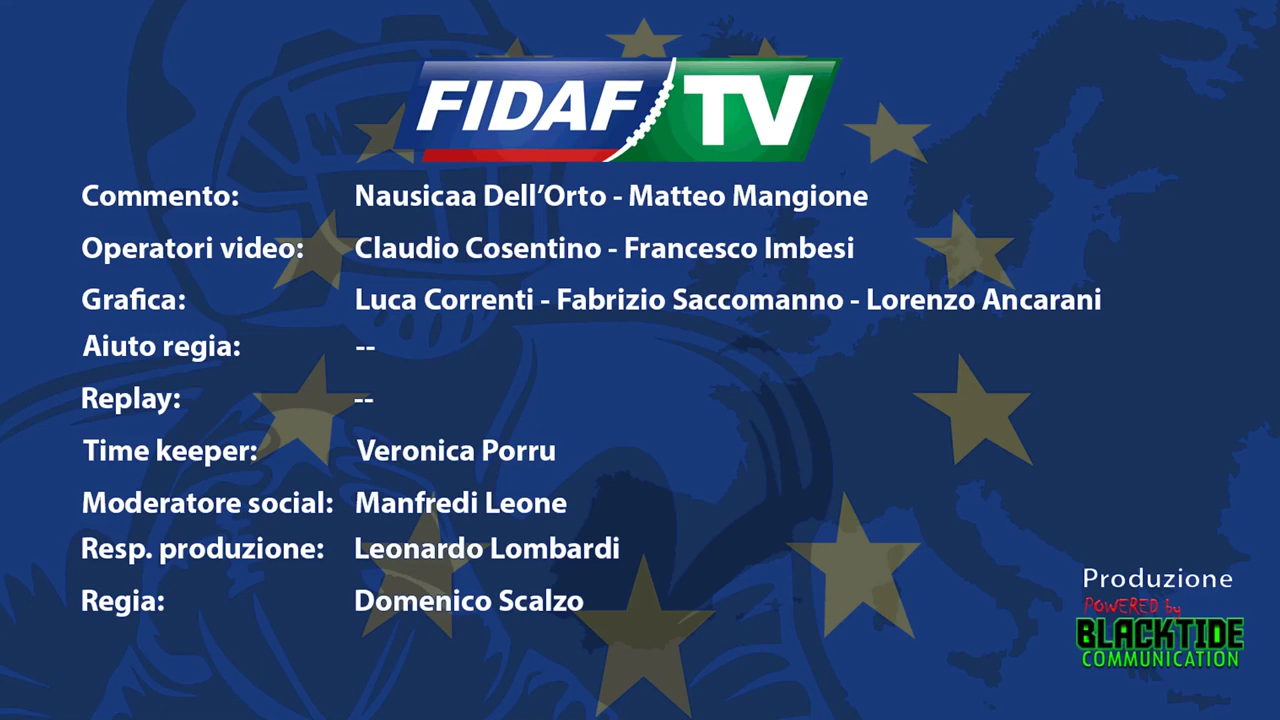 FIDAF TV
Commento: Nausicaa Dell’Orto - Matteo Mangione
Operatori video: Claudio Cosentino - Francesco Imbesi
Grafica: Luca Correnti - Fabrizio Saccomanno - Lorenzo Ancarani
Aiuto regia: --
Replay: --
Time keeper: Veronica Porru
Moderatore social: Manfredi Leone
Resp. produzione: Leonardo Lombardi
Regia: Domenico Scalzo
Produzione
POWERED by
BLACKTIDE
COMMUNICATION